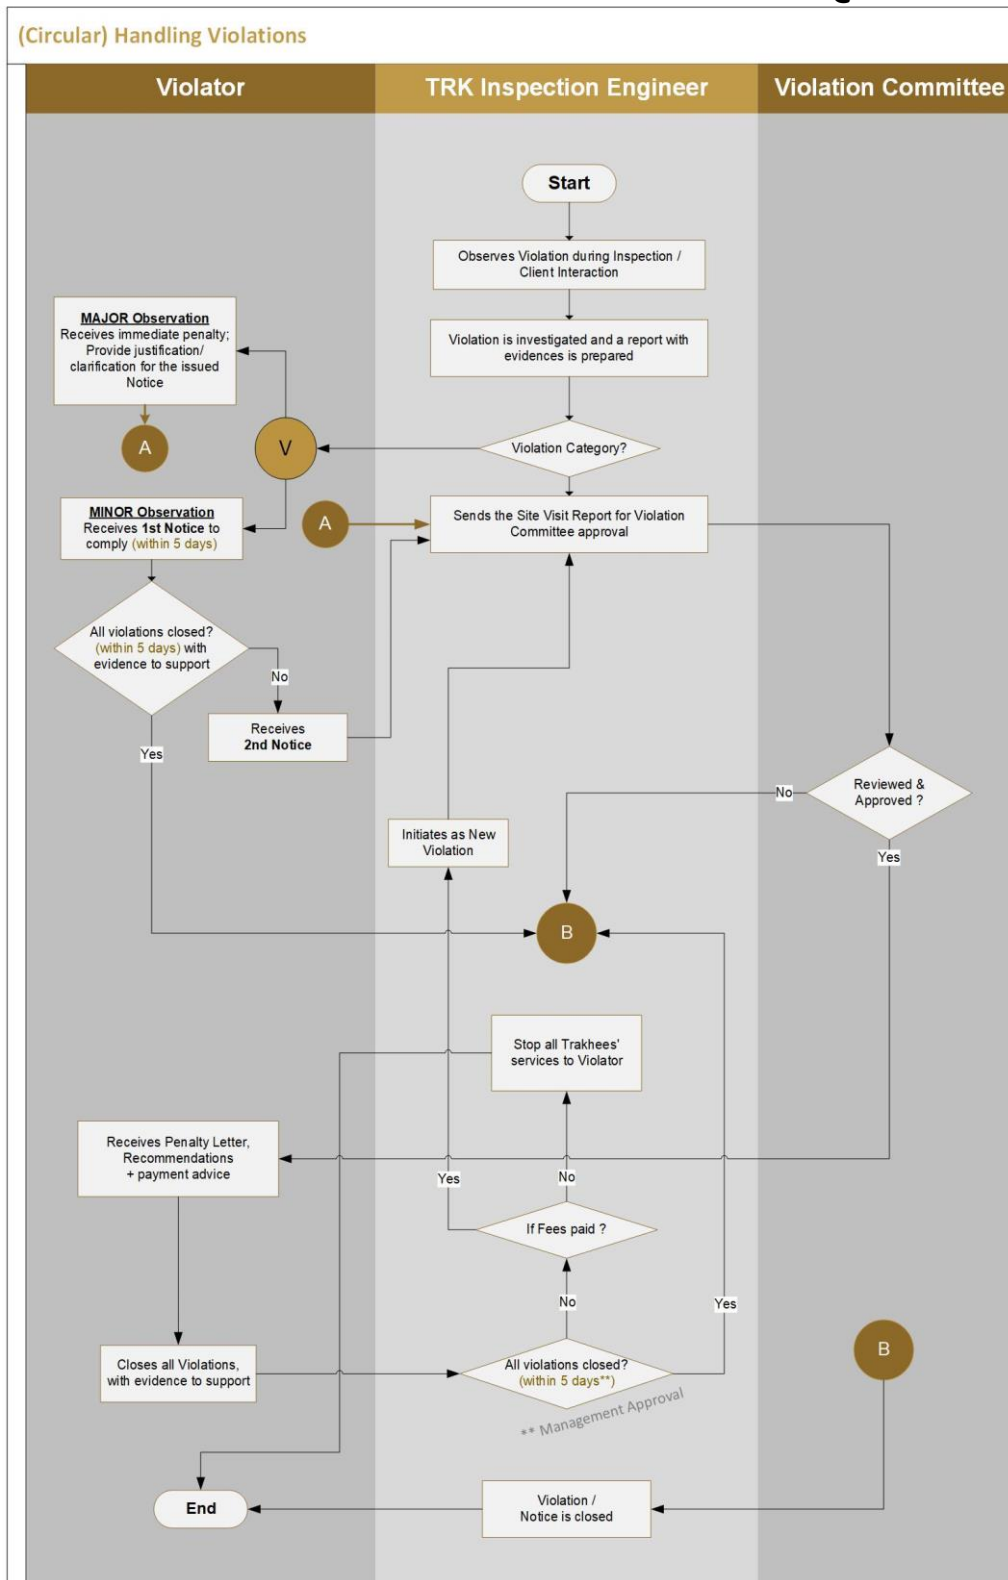 (Circular) Handling Violations
Violator
TRK Inspection Engineer
Violation Committee
Start
Observes Violation during Inspection /
Client Interaction
Violation is investigated and a report with
evidences is prepared
MAJOR Observation
Receives immediate penalty;
Provide justification/
clarification for the issued
Notice
A
V
Violation Category?
MINOR Observation
Receives 1st Notice to
comply (within 5 days)
A
Sends the Site Visit Report for Violation
Committee approval
All violations closed?
(within 5 days) with
evidence to support
No
Receives
2nd Notice
Yes
Reviewed &
Approved ?
No
Yes
Initiates as New
Violation
B
Stop all Trakhees'
services to Violator
Receives Penalty Letter,
Recommendations
+ payment advice
Yes
No
If Fees paid ?
No
Yes
Closes all Violations,
with evidence to support
All violations closed?
(within 5 days**)
** Management Approval
B
End
Violation /
Notice is closed